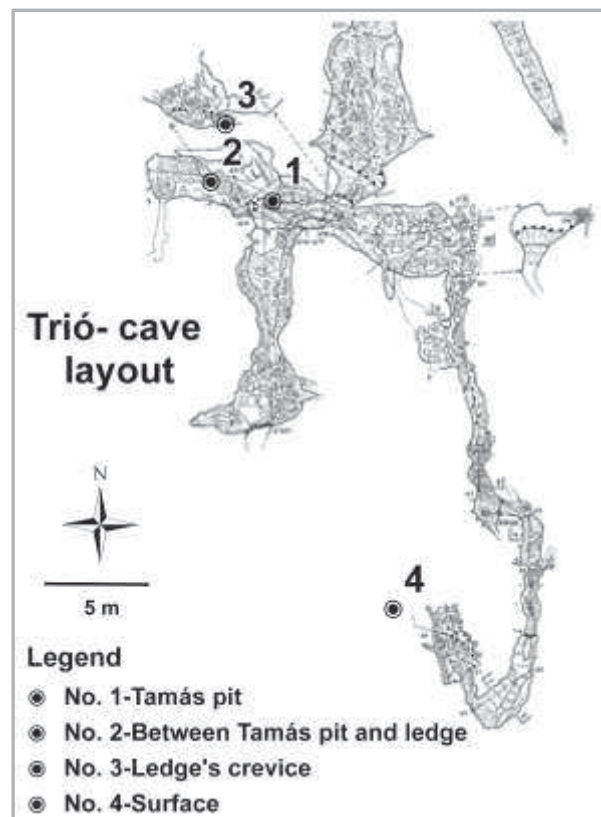 3
2
1
Trió- cave
layout
N
5 m
4
Legend
No. 1-Tamás pit
No. 2-Between Tamás pit and ledge
No. 3-Ledge's crevice
No. 4-Surface